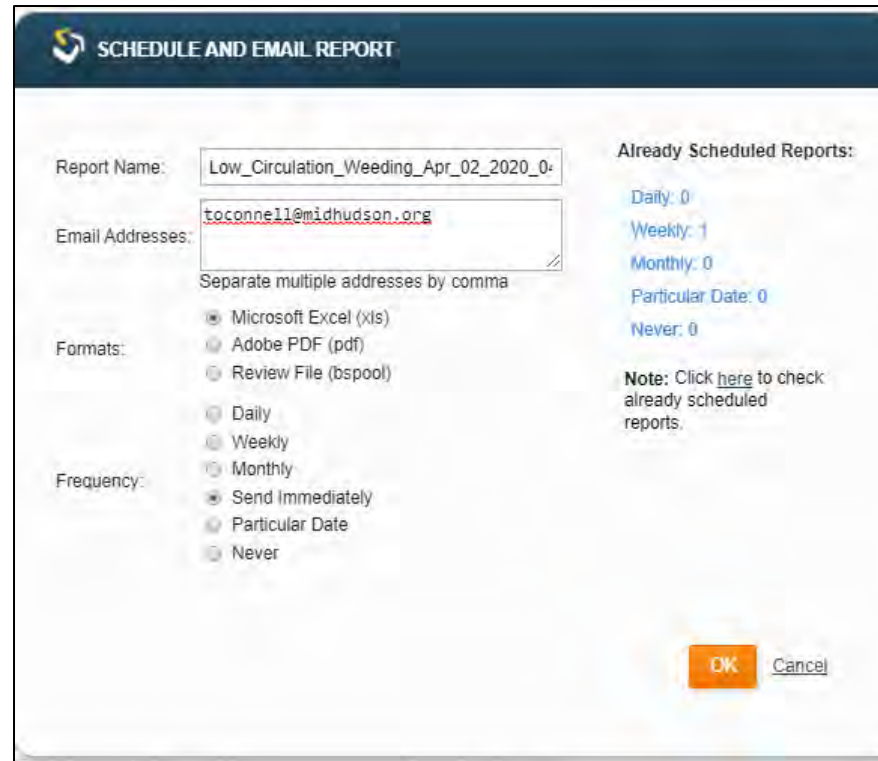 SCHEDULE AND EMAIL REPORT
Report Name:
Low_Circulation_Weeding_Apr_02_2020_04
Email Addresses:
toconnell@midhudson.org
Separate multiple addresses by comma
Formats:
Microsoft Excel (xls)
Adobe PDF (pdf)
Review File (bspool)
Frequency:
Daily
Weekly
Monthly
Send Immediately
Particular Date
Never
Already Scheduled Reports:
Daily: 0
Weekly: 1
Monthly: 0
Particular Date: 0
Never: 0
Note: Click here to check
already scheduled
reports.
OK
Cancel